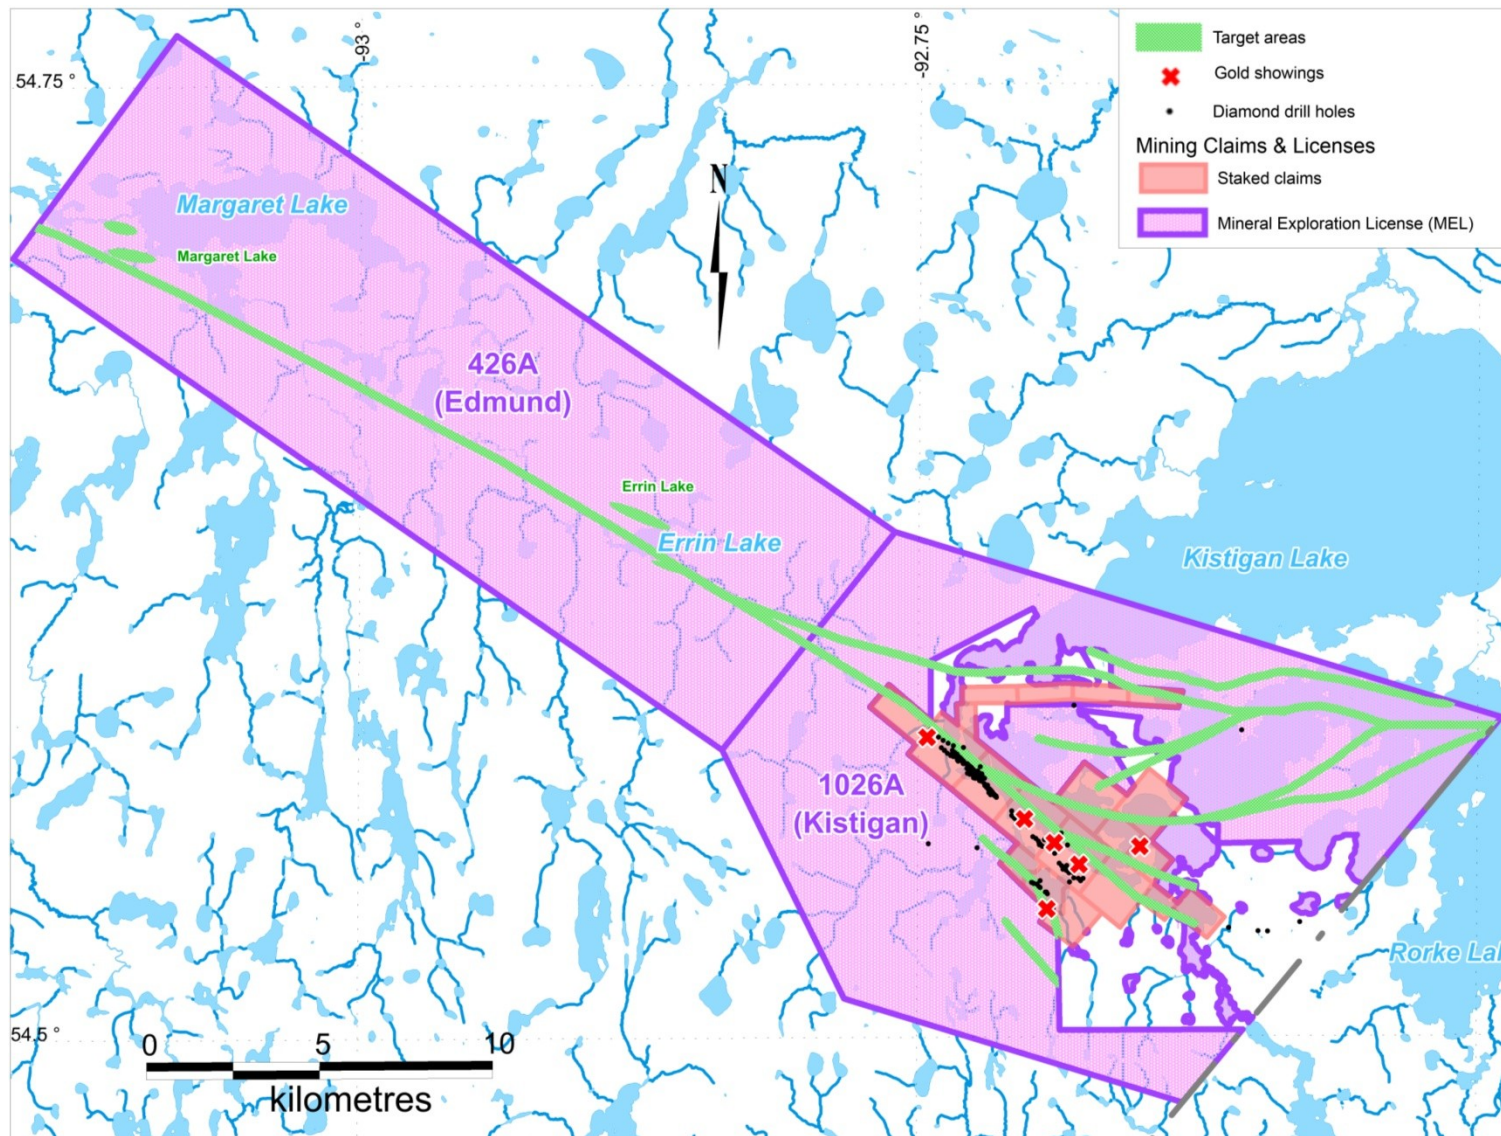 -93 °
-92.75 °
54.75 °
Target areas
Gold showings
Diamond drill holes
Mining Claims & Licenses
Staked claims
Mineral Exploration License (MEL)
N
Margaret Lake
Margaret Lake
426A
(Edmund)
Errin Lake
Errin Lake
Kistigan Lake
1026A
(Kistigan)
Rorke Lak
54.5 °
0 5 10
kilometres